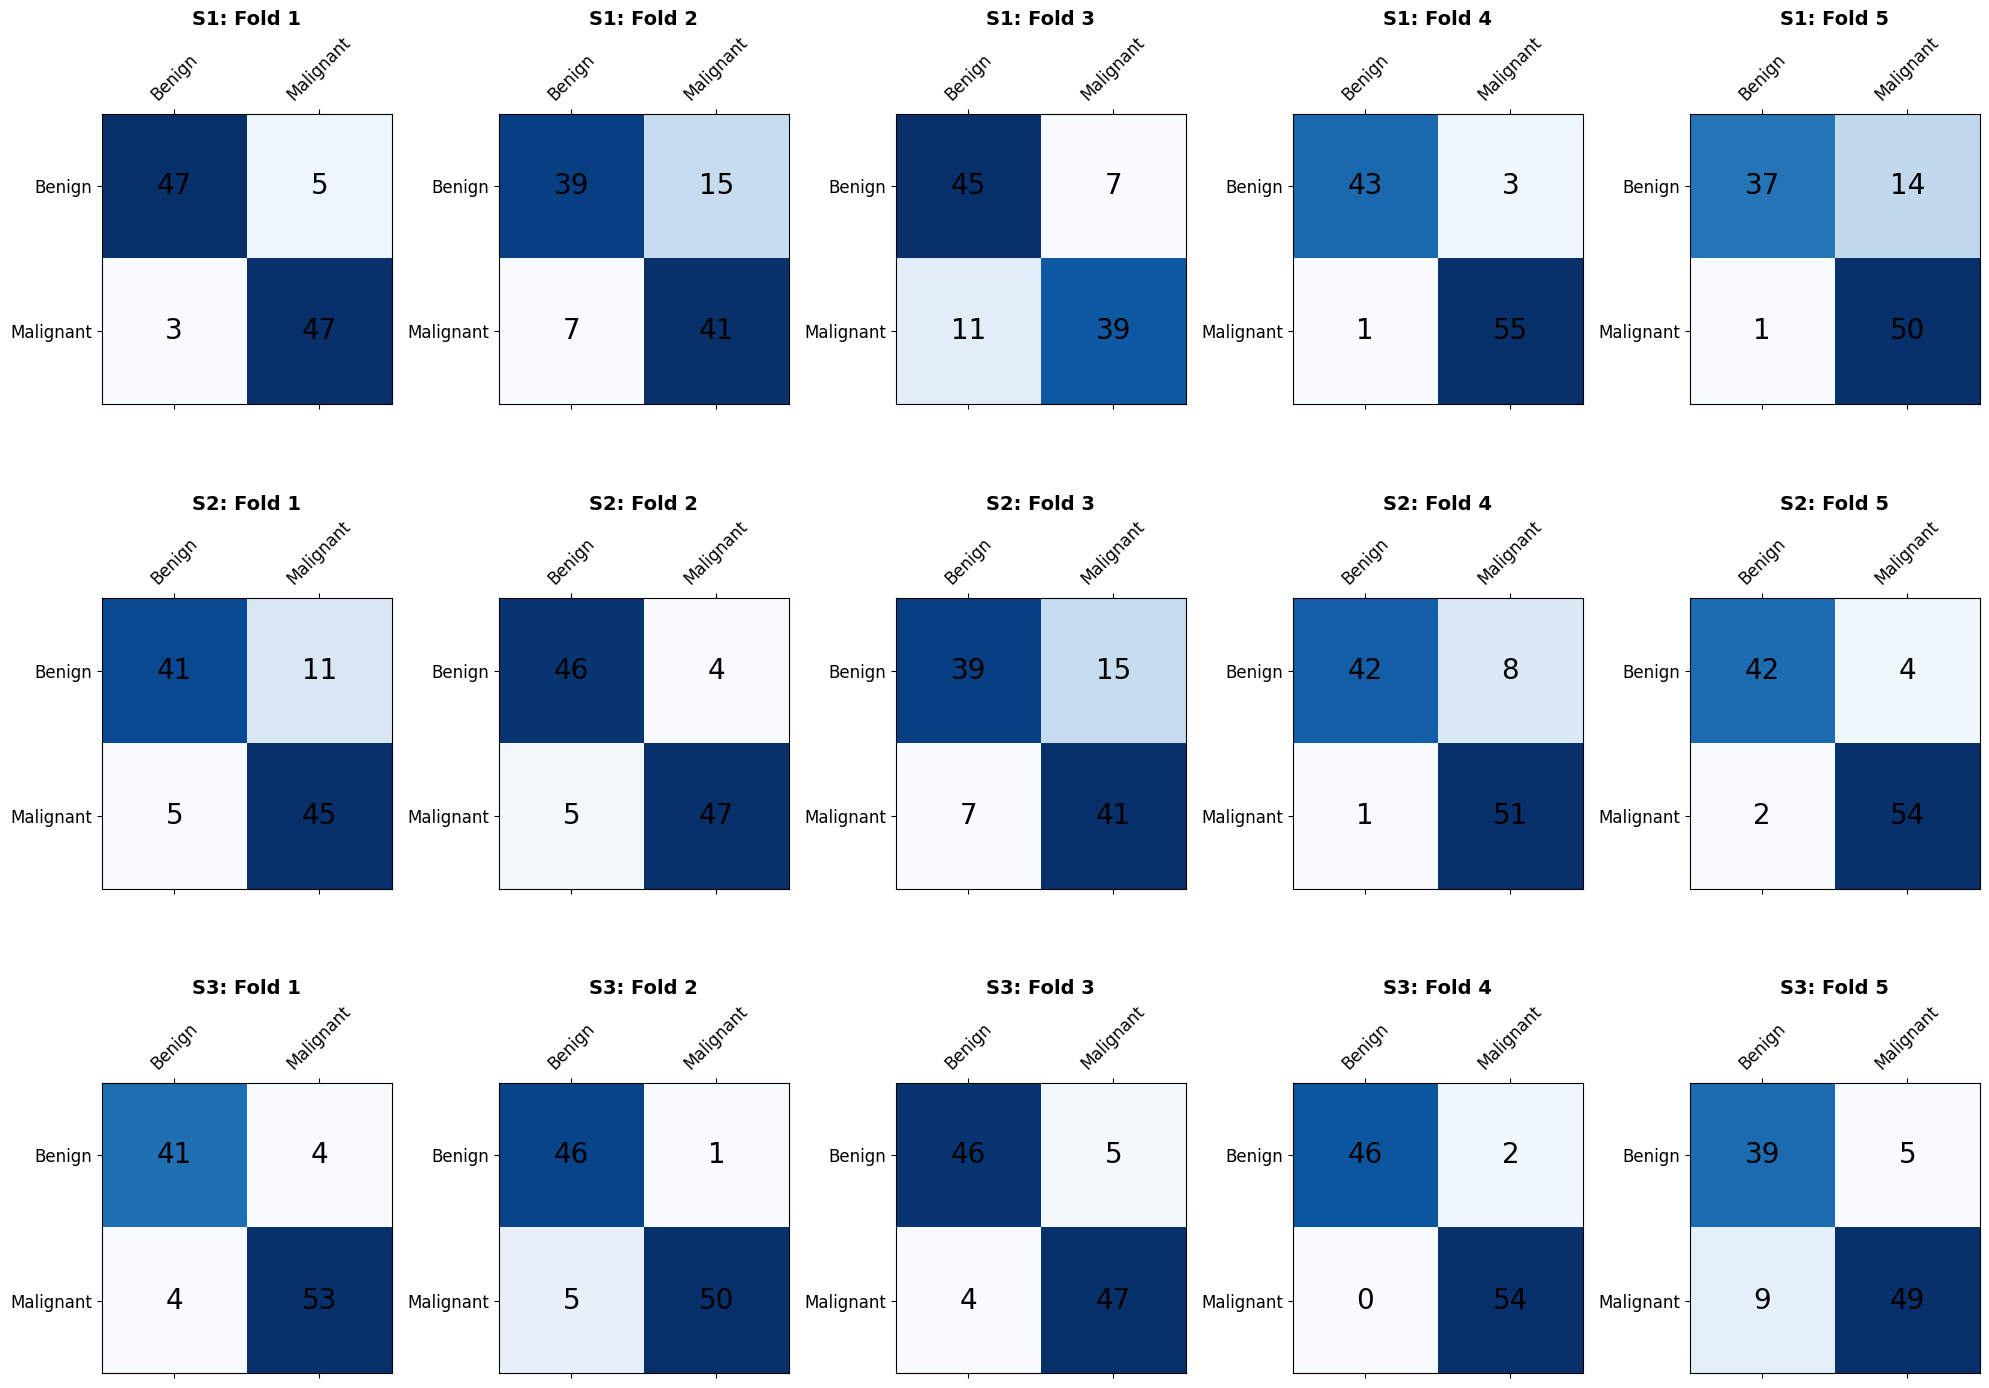 S1: Fold 1 S1: Fold 2 S1: Fold 3 S1: Fold 4 S1: Fold 5
Benign Malignant Benign Malignant Benign Malignant Benign Malignant Benign Malignant
Benign 47 5 Benign 39 15 Benign 45 7 Benign 43 3 Benign 37 14
Malignant 3 47 Malignant 7 41 Malignant 11 39 Malignant 1 55 Malignant 1 50
S2: Fold 1 S2: Fold 2 S2: Fold 3 S2: Fold 4 S2: Fold 5
Benign Malignant Benign Malignant Benign Malignant Benign Malignant Benign Malignant
Benign 41 11 Benign 46 4 Benign 39 15 Benign 42 8 Benign 42 4
Malignant 5 45 Malignant 5 47 Malignant 7 41 Malignant 1 51 Malignant 2 54
S3: Fold 1 S3: Fold 2 S3: Fold 3 S3: Fold 4 S3: Fold 5
Benign Malignant Benign Malignant Benign Malignant Benign Malignant Benign Malignant
Benign 41 4 Benign 46 1 Benign 46 5 Benign 46 2 Benign 39 5
Malignant 4 53 Malignant 5 50 Malignant 4 47 Malignant 0 54 Malignant 9 49